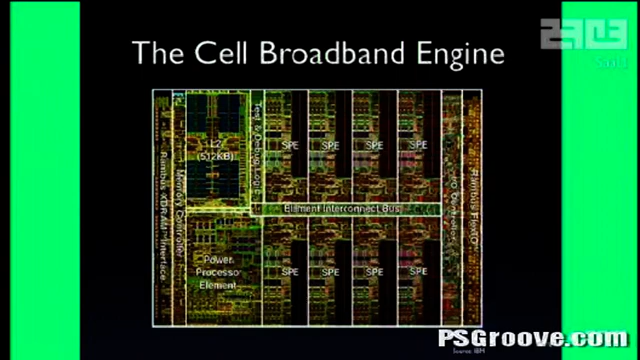 The Cell Broadband Engine
L2
(512KB)
Test & Debug Logic
SPE
SPE
SPE
SPE
Rambus XDRAM Interface
Memory Controller
Element Interconnect Bus
I/O Controller
Rambus FlexIO
Power
Processor
Element
SPE
SPE
SPE
SPE
PSGroove.com
Source: IBM